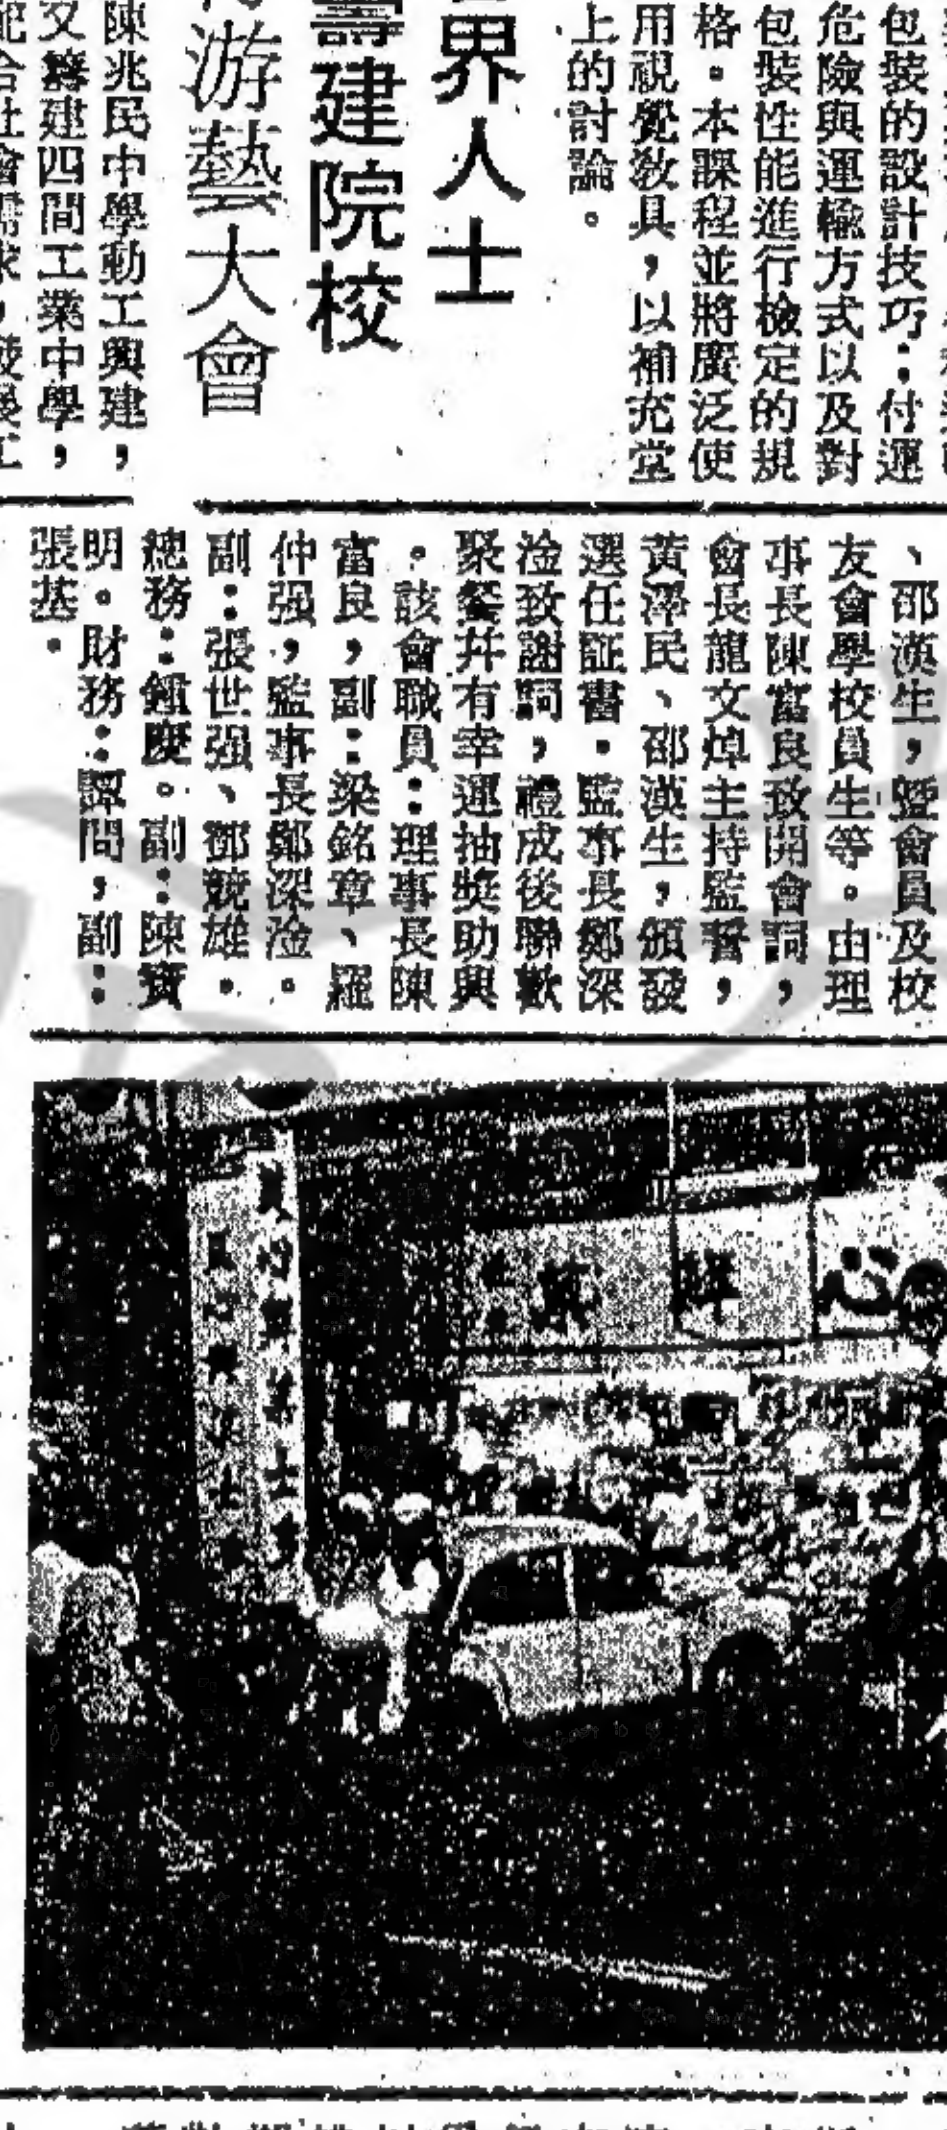 包裝的設計技巧：付運
危險與運輸方式以及對
包裝性能進行檢定的規
格。本課程並將廣泛使
用視覺敎具，以補充堂
上的討論。
界人士
籌建院校
游藝大會
陳兆民中學動工興建，
又籌建四間工業中學，
、邵漢生，暨會員及校
友會學校員生等。由理
事長陳富良致開會詞，
會長龍文焯主持監誓，
黃澤民、邵漢生，頒發
選任証書。監事長鄭深
淦致謝詞，禮成後聯歡
聚餐幷有幸運抽獎助興
。該會職員：理事長陳
富良，副：梁銘章、羅
仲强，監事長鄭深淦。
副：張世强、鄧競雄。
總務：鍾慶。副：陳寶
明。財務：譚間，副：
張基。
心